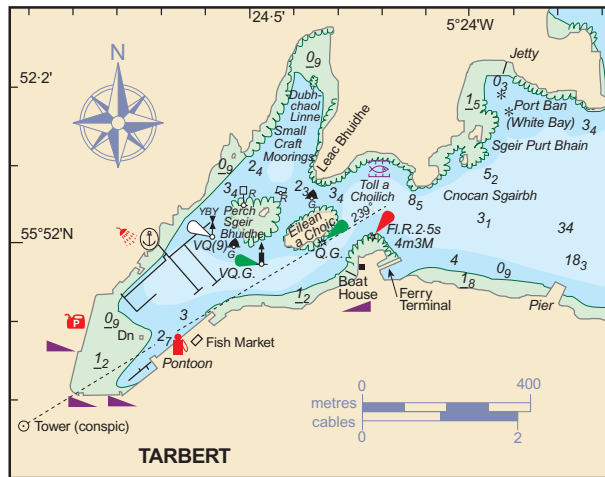 24·5'
5°24'W
52·2'
55°52'N
N
Jetty
0₉
0₃
Dubh-
chaol
Linne
Small
Craft
Moorings
Leac Bhuidhe
1₅
Port Ban
(White Bay)
3₄
Sgeir Purt Bhain
0₉
2₄
3₄
R
R
2₃
G
3₄
Toll a
Choilich
8₅
5₂
Cnocan Sgairbh
YBY
Perch
Sgeir
Bhuidhe
Eilean
a Choic
239°
3₁
34
VQ(9)
G
Q.G.
Fl.R.2·5s
4m3M
VQ.G.
4
0₉
18₃
1₈
Boat
House
Ferry
Terminal
Pier
1₂
3
P
0₉
Dn
2₇
Fish Market
1₂
Pontoon
0
400
metres
cables
0
2
Tower (conspic)
TARBERT